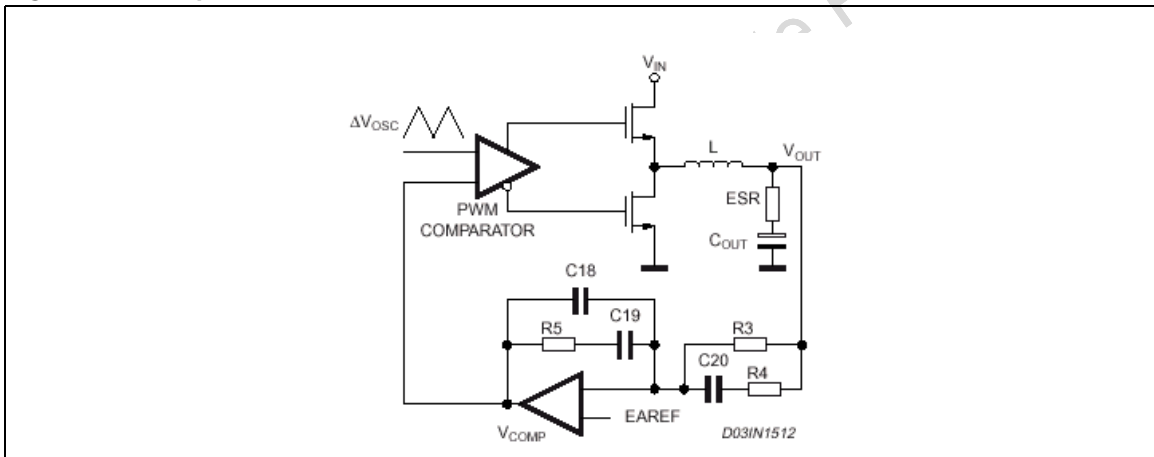 V_IN
ΔV_OSC
L
V_OUT
ESR
C_OUT
PWM
COMPARATOR
C18
R5
C19
R3
C20
R4
EAREF
V_COMP
D03IN1512